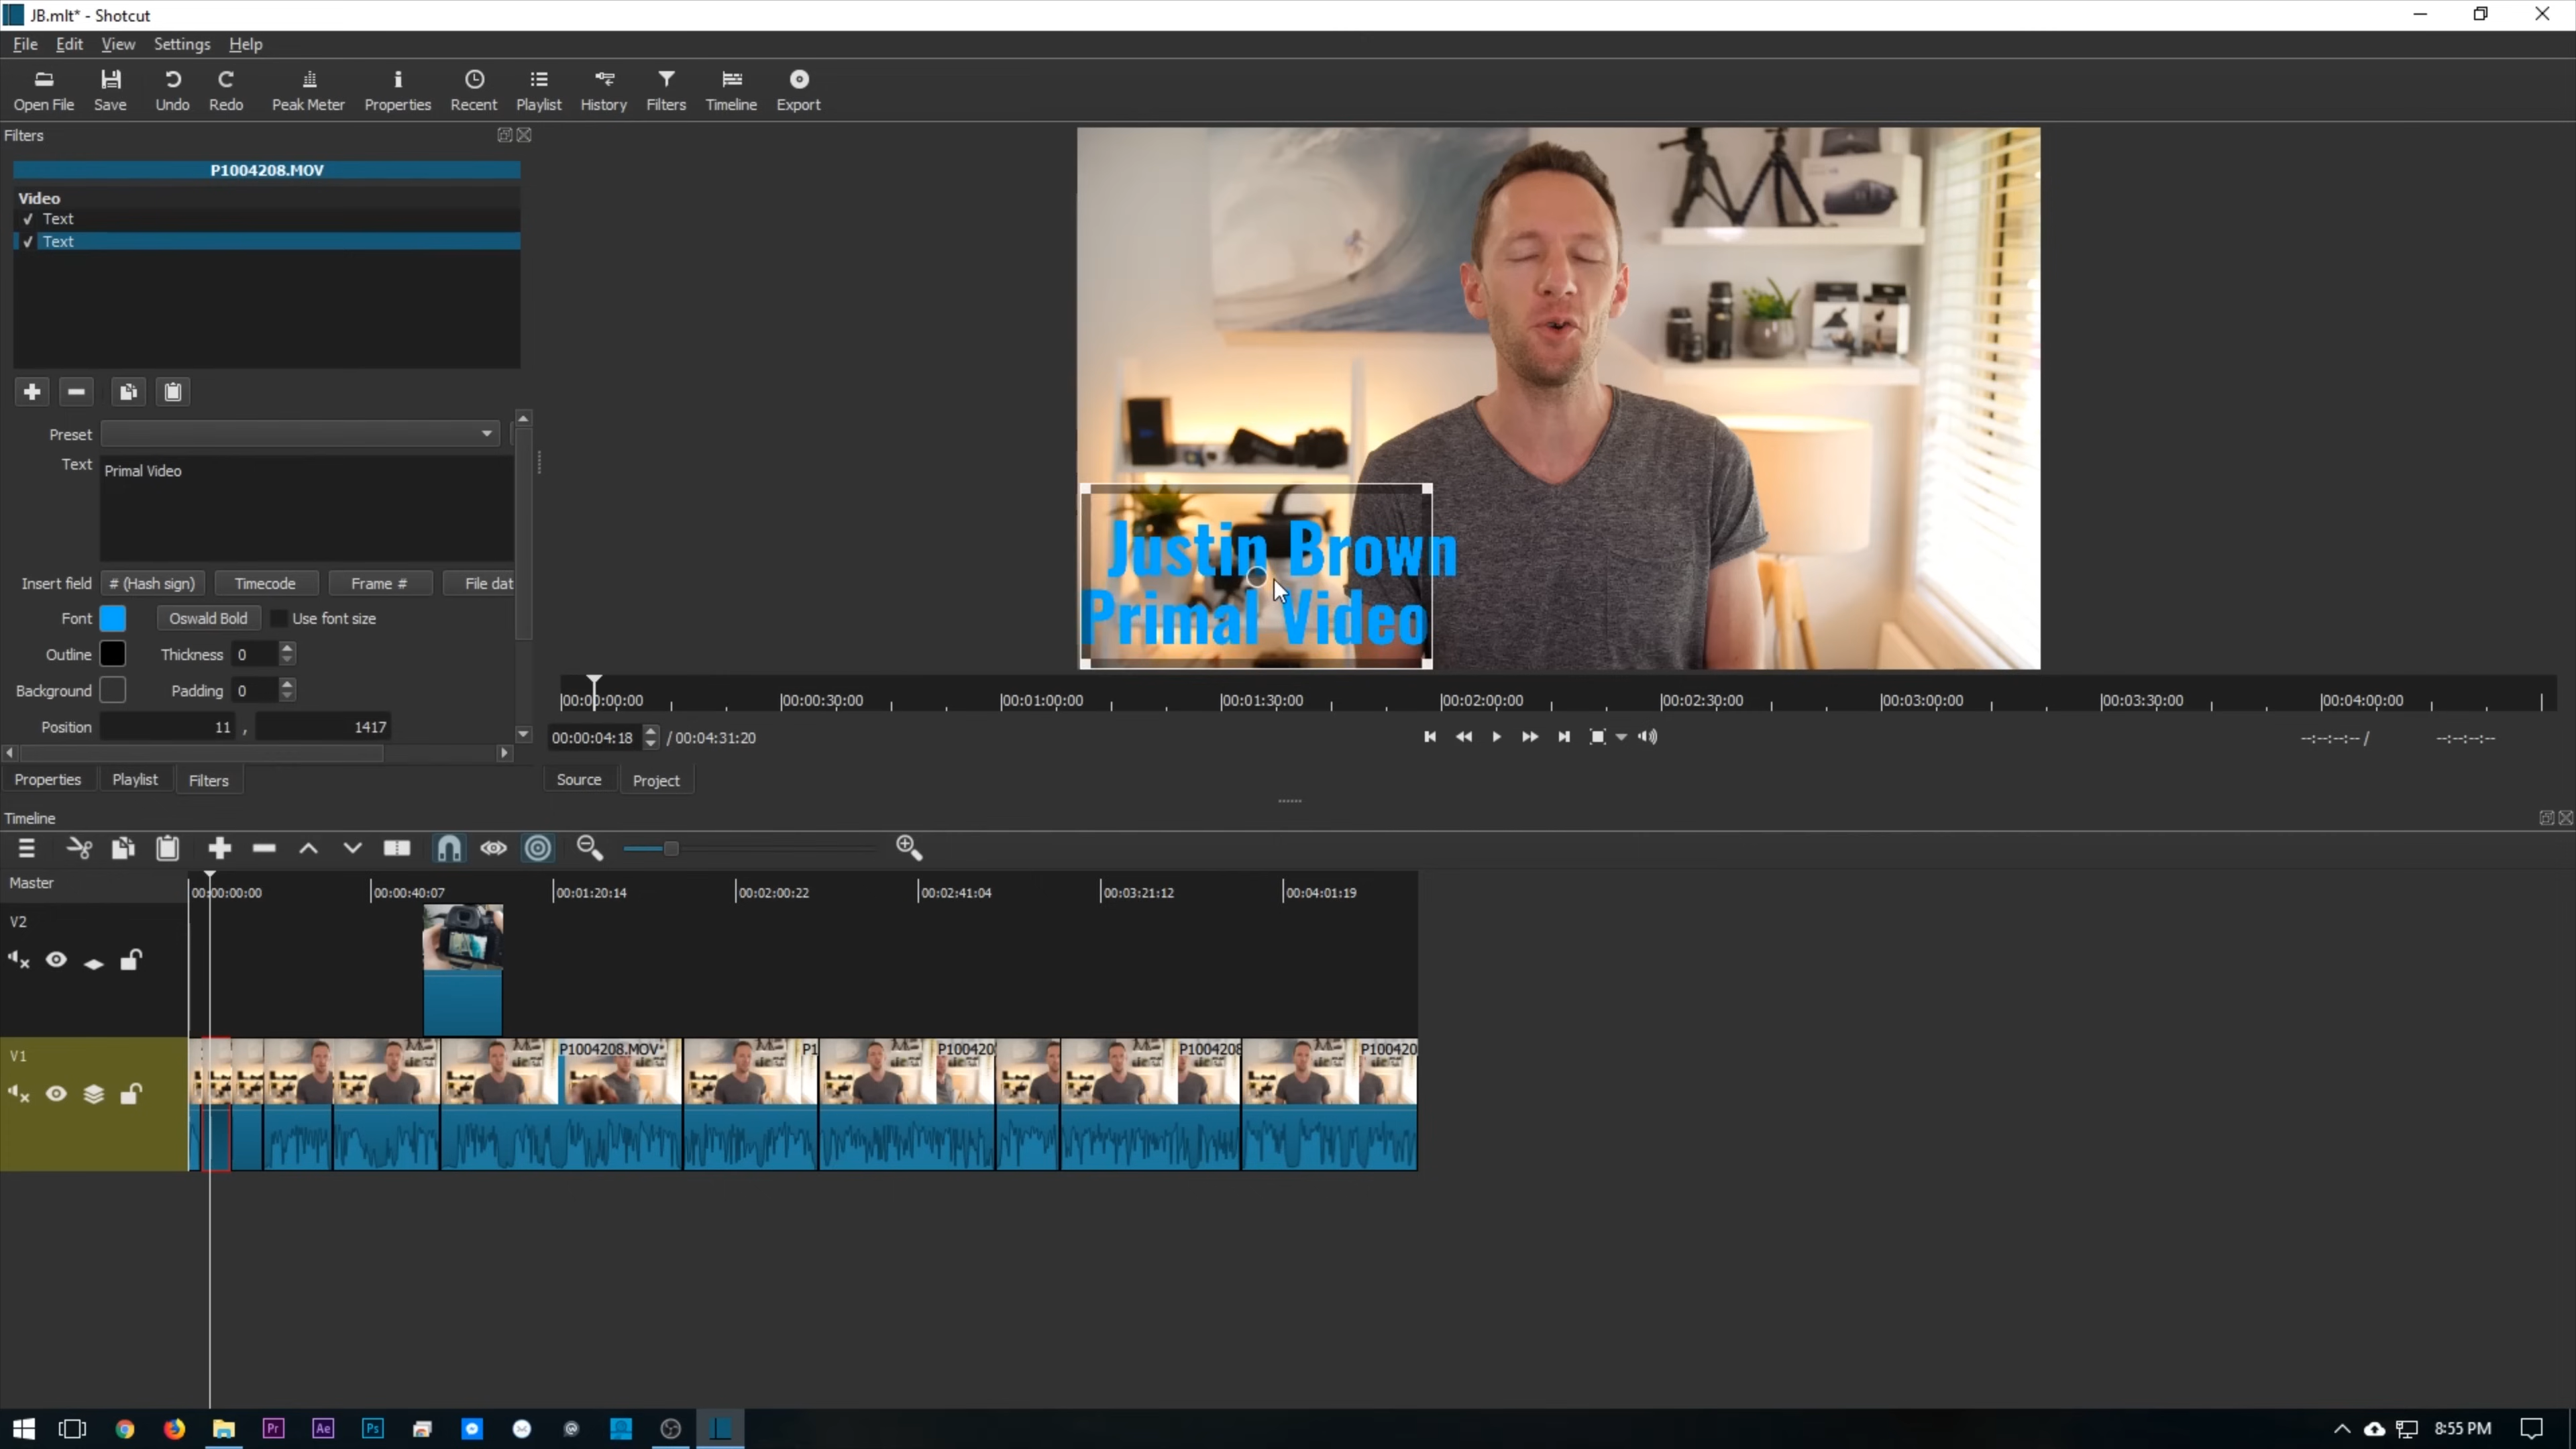 JB.mlt* - Shotcut
File Edit View Settings Help
Open File Save Undo Redo Peak Meter Properties Recent Playlist History Filters Timeline Export
Filters
P1004208.MOV
Video
Text
Text
Preset
Text Primal Video
Insert field # (Hash sign) Timecode Frame # File dat
Font Oswald Bold Use font size
Outline Thickness 0
Background Padding 0
Position 11 , 1417
Properties Playlist Filters
Justin Brown
Primal Video
00:00:00:00 00:00:30:00 00:01:00:00 00:01:30:00 00:02:00:00 00:02:30:00 00:03:00:00 00:03:30:00 00:04:00:00
00:00:04:18 / 00:04:31:20 --:--:--:-- / --:--:--:--
Source Project
Timeline
Master
00:00:00:00 00:00:40:07 00:01:20:14 00:02:00:22 00:02:41:04 00:03:21:12 00:04:01:19
V2
V1
P1004208.MOV* P1 P100420 P1004208 P100420
Pr Ae Ps
8:55 PM